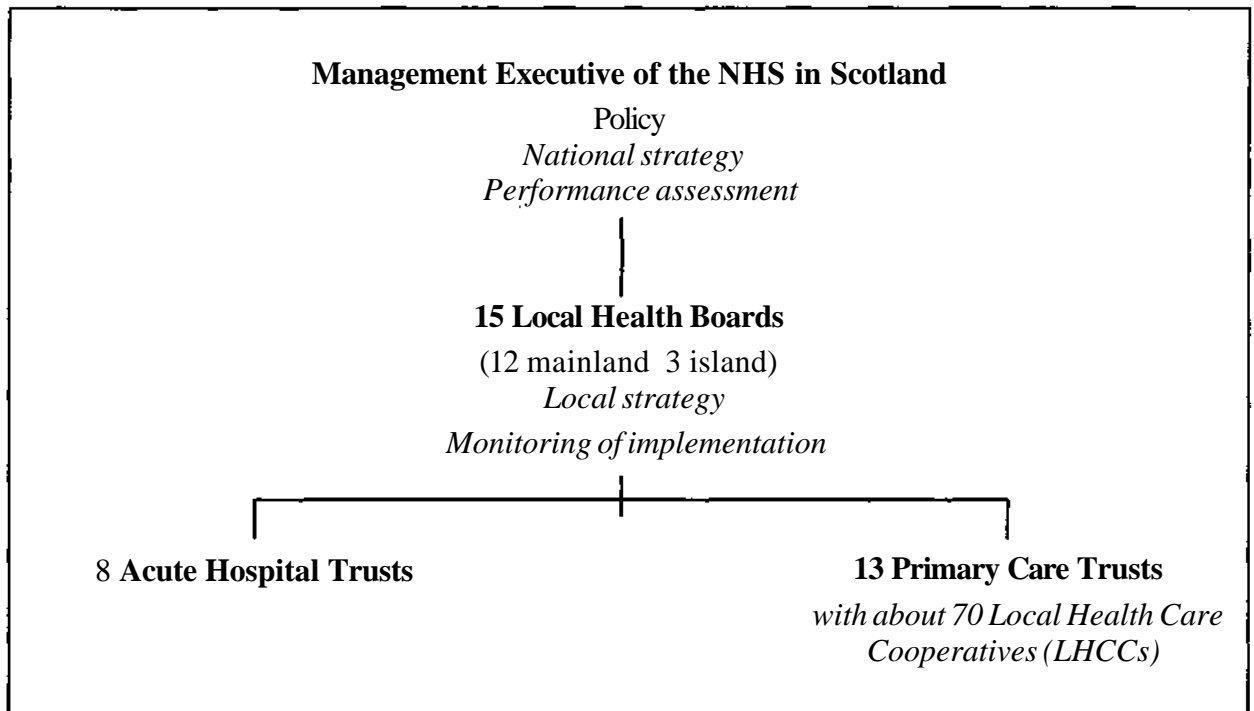 Management Executive of the NHS in Scotland
Policy
National strategy
Performance assessment
15 Local Health Boards
(12 mainland 3 island)
Local strategy
Monitoring of implementation
8 Acute Hospital Trusts
13 Primary Care Trusts
with about 70 Local Health Care
Cooperatives (LHCCs)